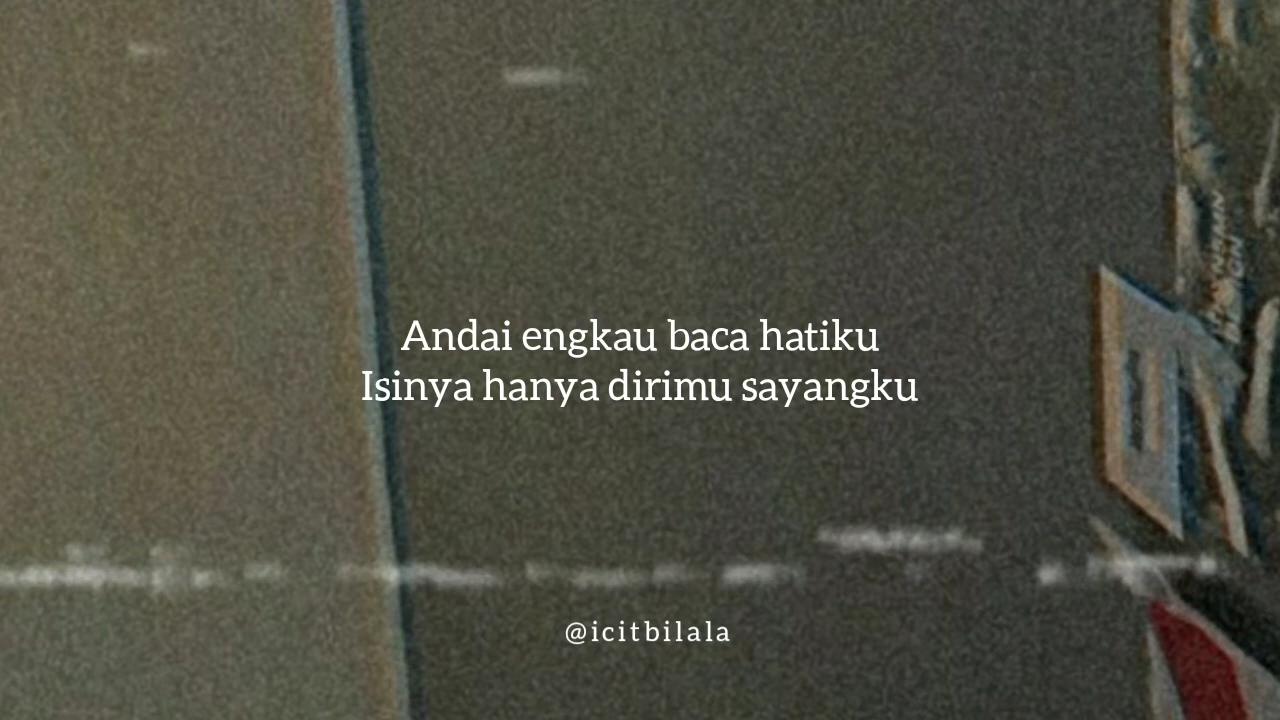 Andai engkau baca hatiku
Isinya hanya dirimu sayangku
@icitbilala